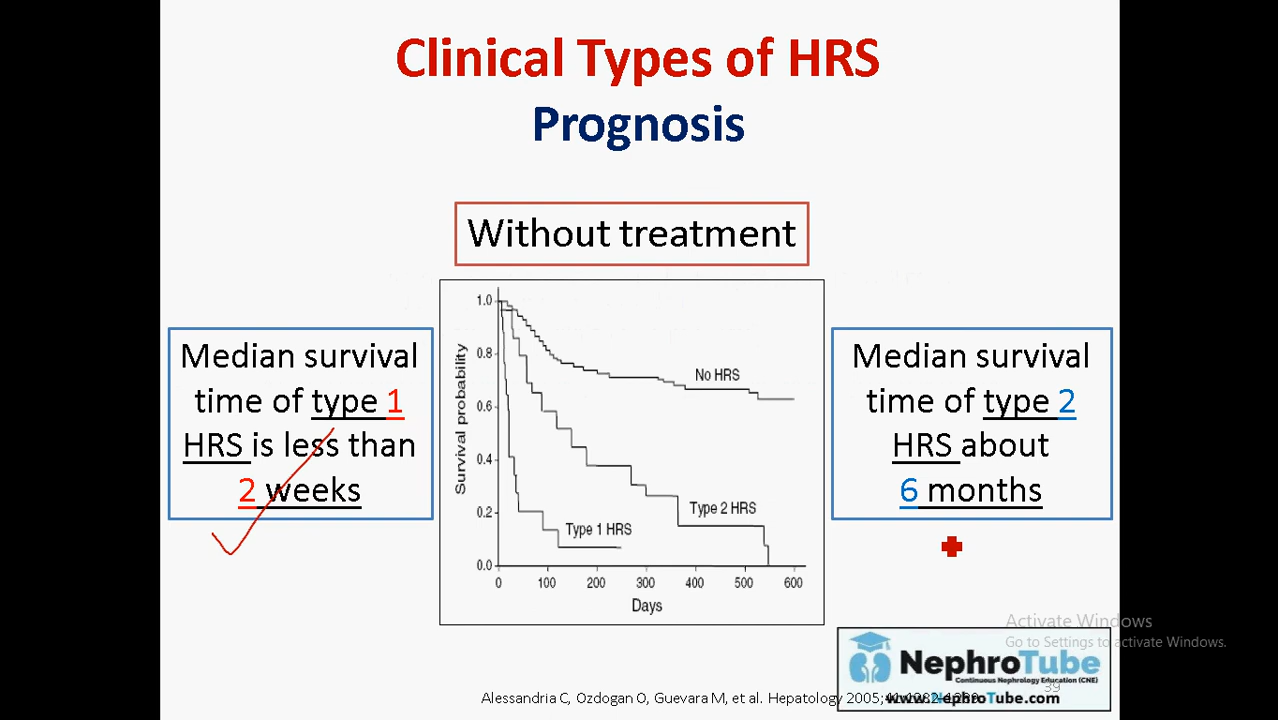 Clinical Types of HRS
Prognosis
Without treatment
Median survival
time of type 1
HRS is less than
2 weeks
Survival probability
1.0
0.8
0.6
0.4
0.2
0.0
No HRS
Type 2 HRS
Type 1 HRS
0 100 200 300 400 500 600
Days
Median survival
time of type 2
HRS about
6 months
Activate Windows
Go to Settings to activate Windows.
NephroTube
Continuous Nephrology Education (CNE)
www.NephroTube.com
39
Alessandria C, Ozdogan O, Guevara M, et al. Hepatology 2005;